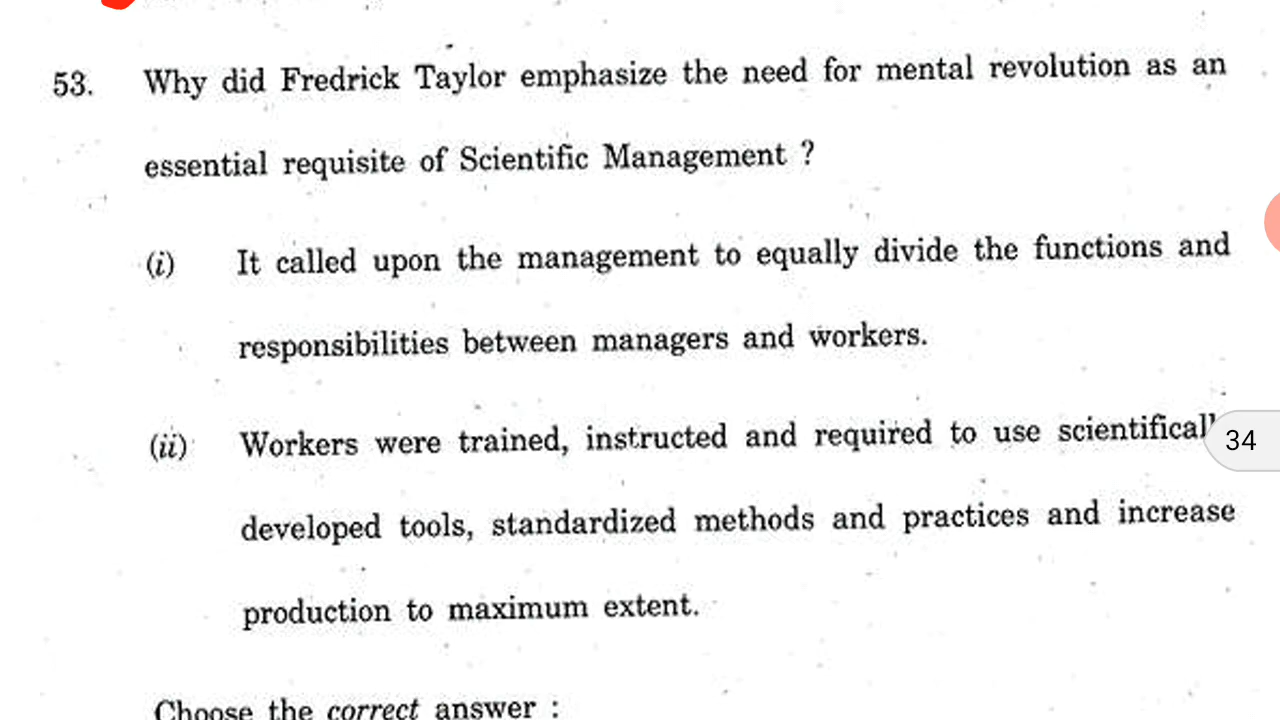 53. Why did Fredrick Taylor emphasize the need for mental revolution as an
essential requisite of Scientific Management ?
(i) It called upon the management to equally divide the functions and
responsibilities between managers and workers.
(ii) Workers were trained, instructed and required to use
34
developed tools, standardized methods and practices and increase
production to maximum extent.
Choose the correct answer :